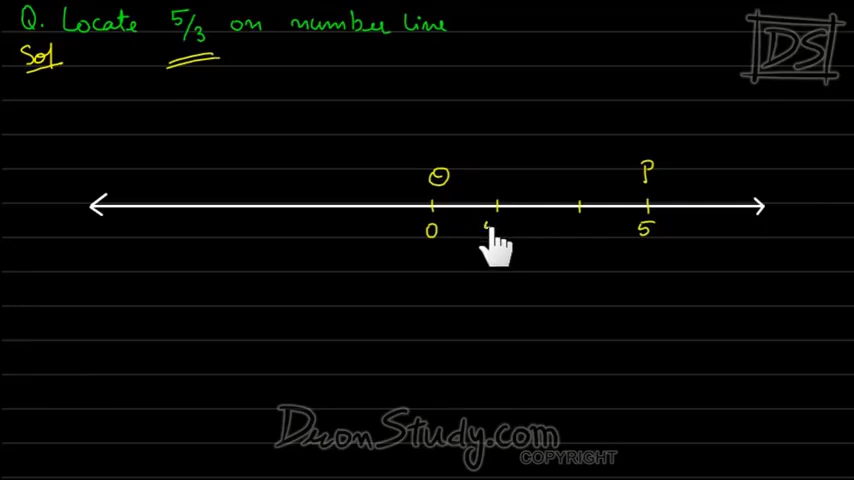 Q. Locate 5/3 on number line
Sol
DS
O P
0 5
DronStudy.com
COPYRIGHT